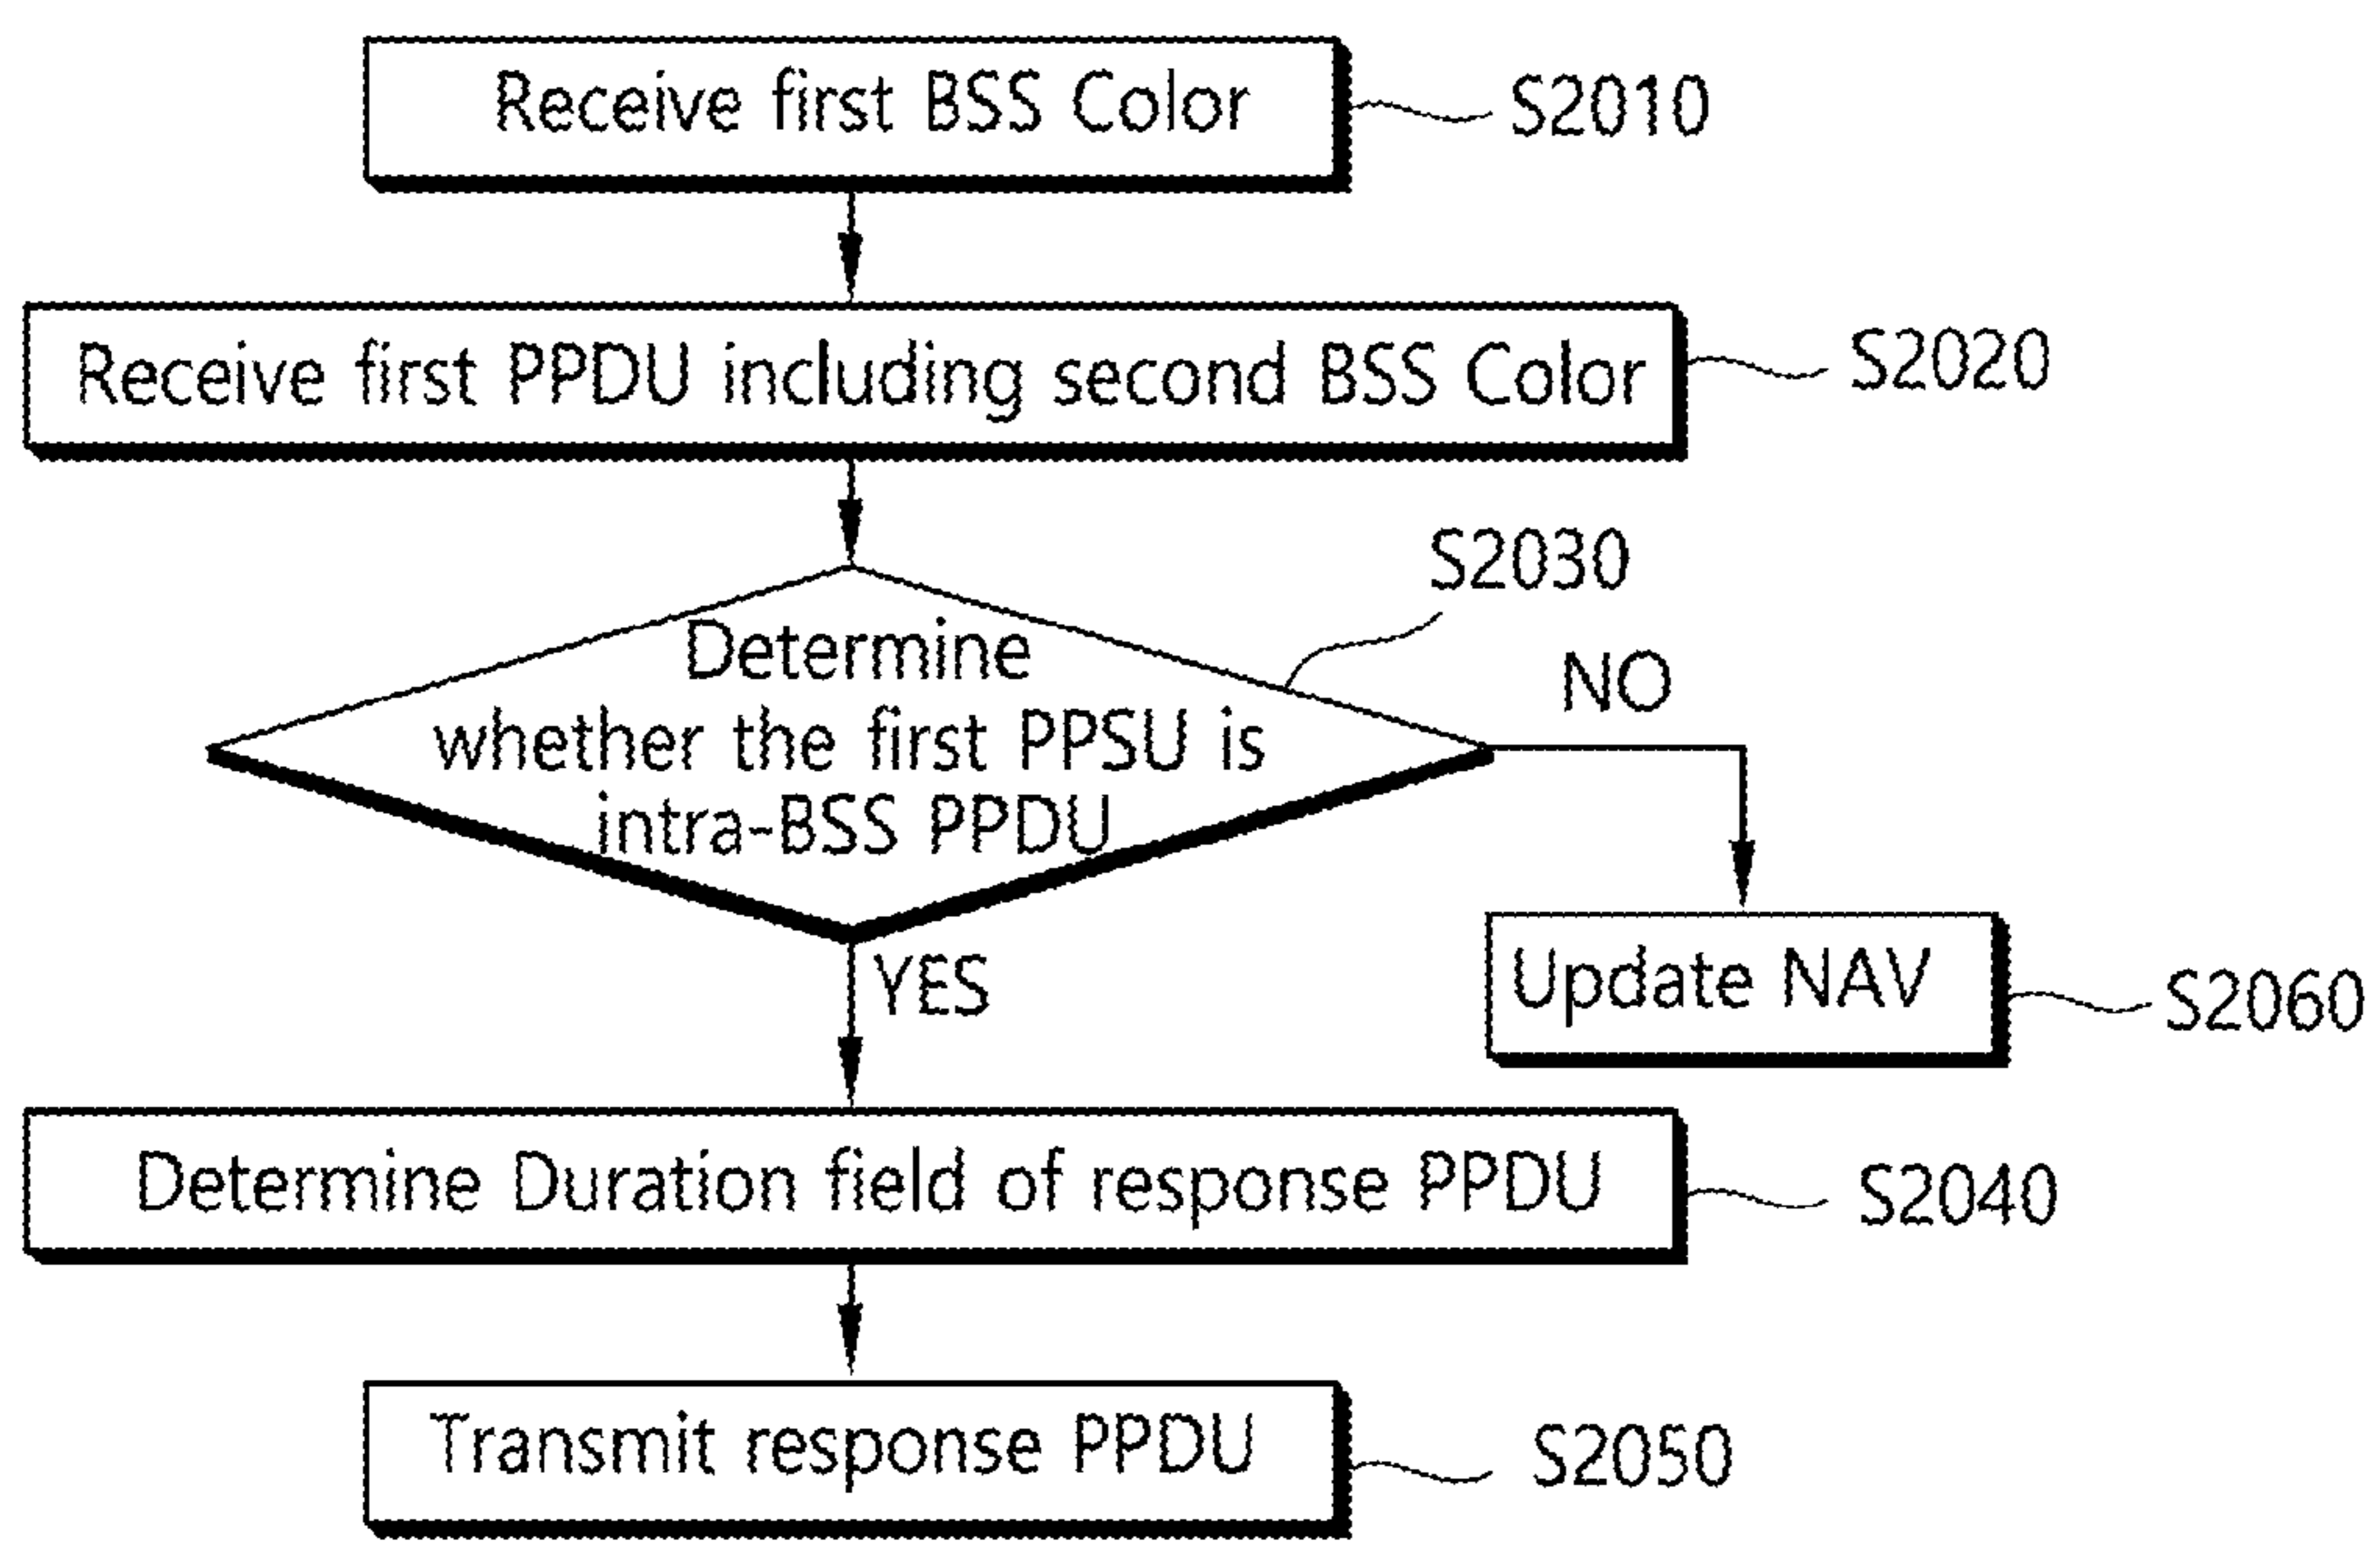 Receive first BSS Color
S2010
Receive first PPDU including second BSS Color
S2020
S2030
Determine
whether the first PPSU is
intra-BSS PPDU
NO
YES
Update NAV
S2060
Determine Duration field of response PPDU
S2040
Transmit response PPDU
S2050